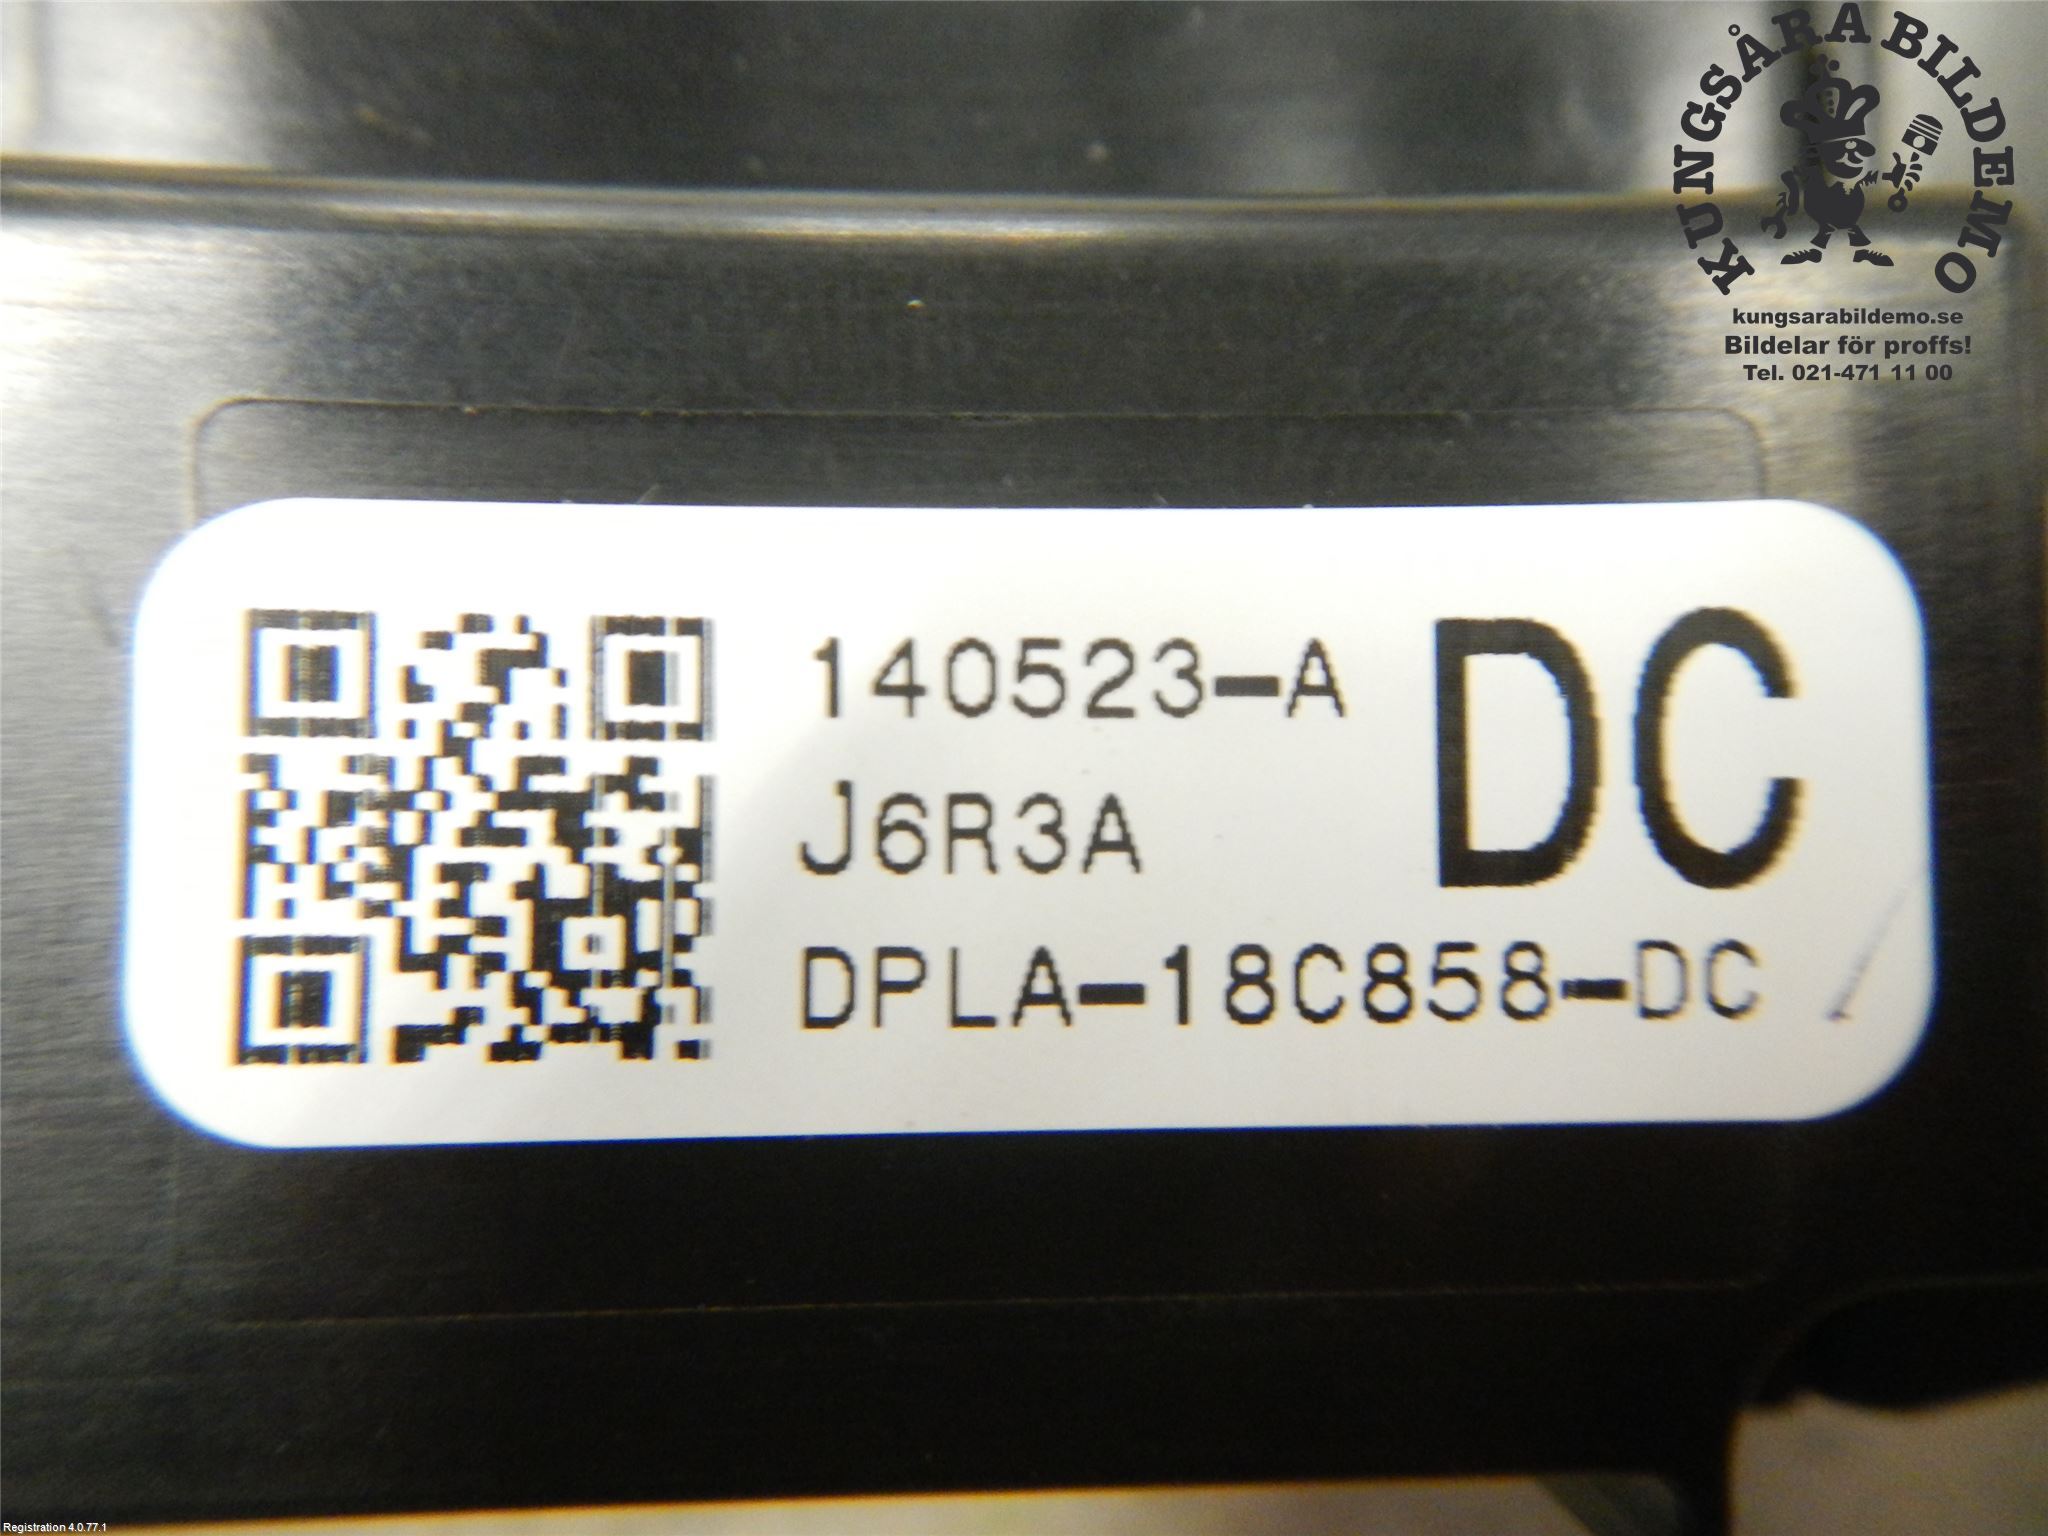 KUNGSÅRA BILDEMO
kungsarabildemo.se
Bildelar för proffs!
Tel. 021-471 11 00
140523-A
DC
J6R3A
DPLA-18C858-DC
Registration 4.0.77.1